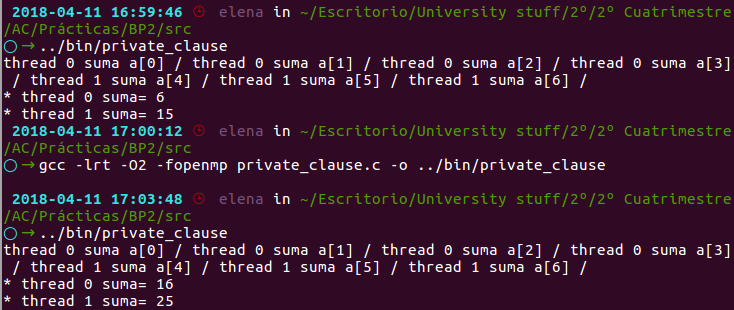 2018-04-11 16:59:46 elena in ~/Escritorio/University stuff/2º/2º Cuatrimestre
/AC/Prácticas/BP2/src
○→../bin/private_clause
thread 0 suma a[0] / thread 0 suma a[1] / thread 0 suma a[2] / thread 0 suma a[3]
/ thread 1 suma a[4] / thread 1 suma a[5] / thread 1 suma a[6] /
* thread 0 suma= 6
* thread 1 suma= 15
2018-04-11 17:00:12 elena in ~/Escritorio/University stuff/2º/2º Cuatrimestre
/AC/Prácticas/BP2/src
○→gcc -lrt -O2 -fopenmp private_clause.c -o ../bin/private_clause
2018-04-11 17:03:48 elena in ~/Escritorio/University stuff/2º/2º Cuatrimestre
/AC/Prácticas/BP2/src
○→../bin/private_clause
thread 0 suma a[0] / thread 0 suma a[1] / thread 0 suma a[2] / thread 0 suma a[3]
/ thread 1 suma a[4] / thread 1 suma a[5] / thread 1 suma a[6] /
* thread 0 suma= 16
* thread 1 suma= 25